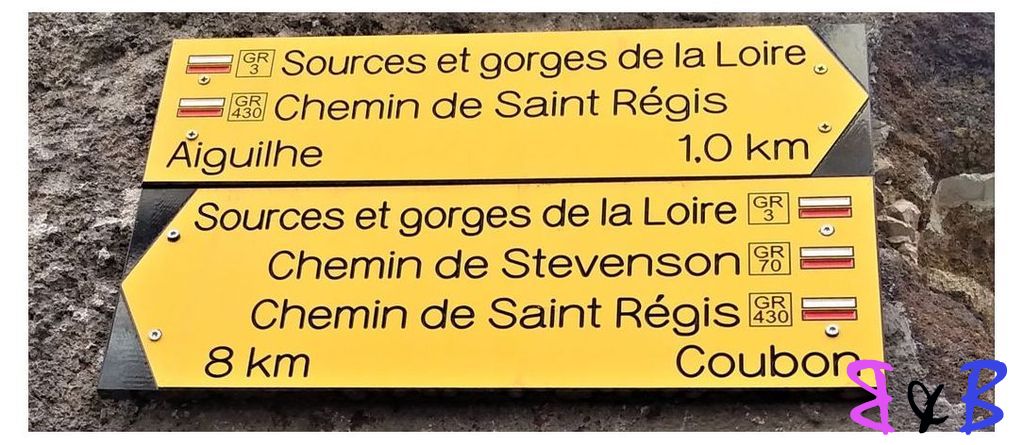 GR 3 Sources et gorges de la Loire
GR 430 Chemin de Saint Régis
Aiguilhe 1.0 km
Sources et gorges de la Loire GR 3
Chemin de Stevenson GR 70
Chemin de Saint Régis GR 430
8 km Coubon
B & B